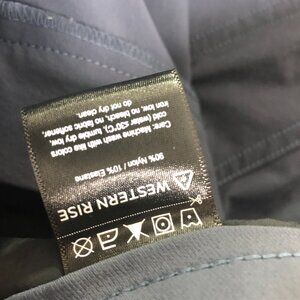 WESTERN RISE
90% Nylon / 10% Elastane
Care: Machine wash with like colors
cold (water ≤30°C), tumble dry low,
iron low, no bleach, no fabric softener,
do not dry clean.